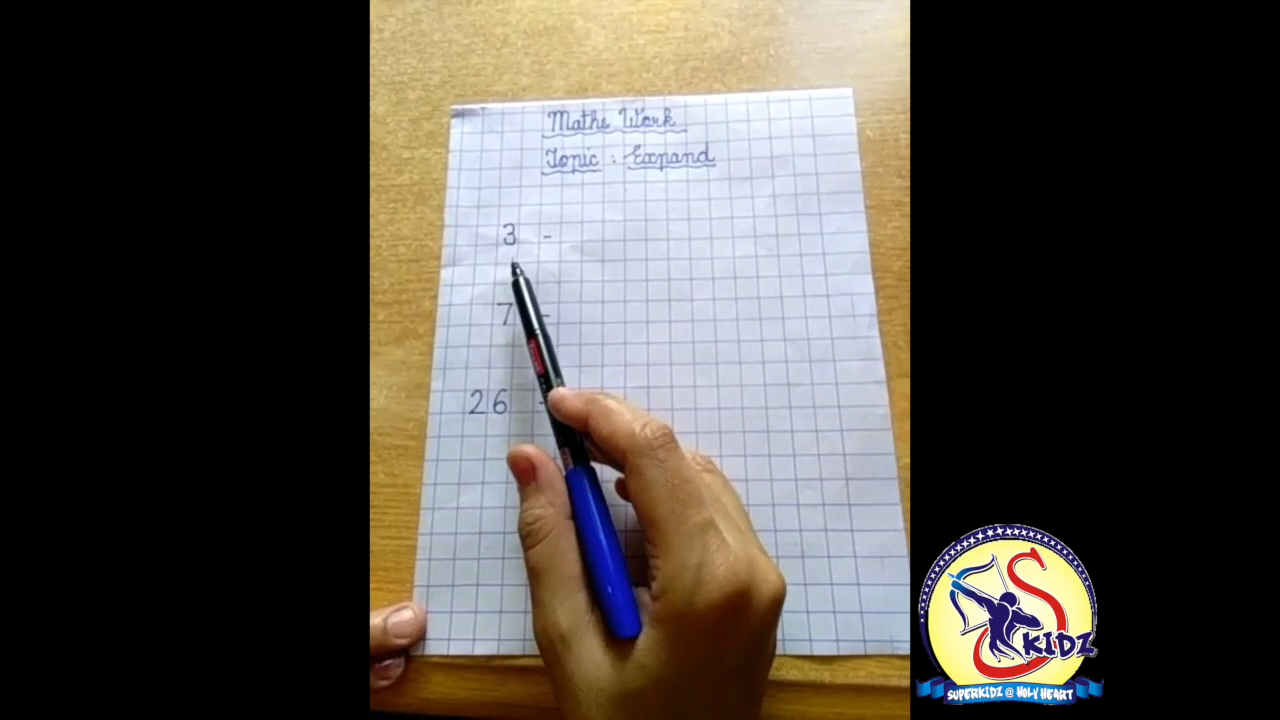 Maths Work
Topic : Expand
3 -
7 -
26 -
S KIDZ
SUPERKIDZ @ HOLY HEART